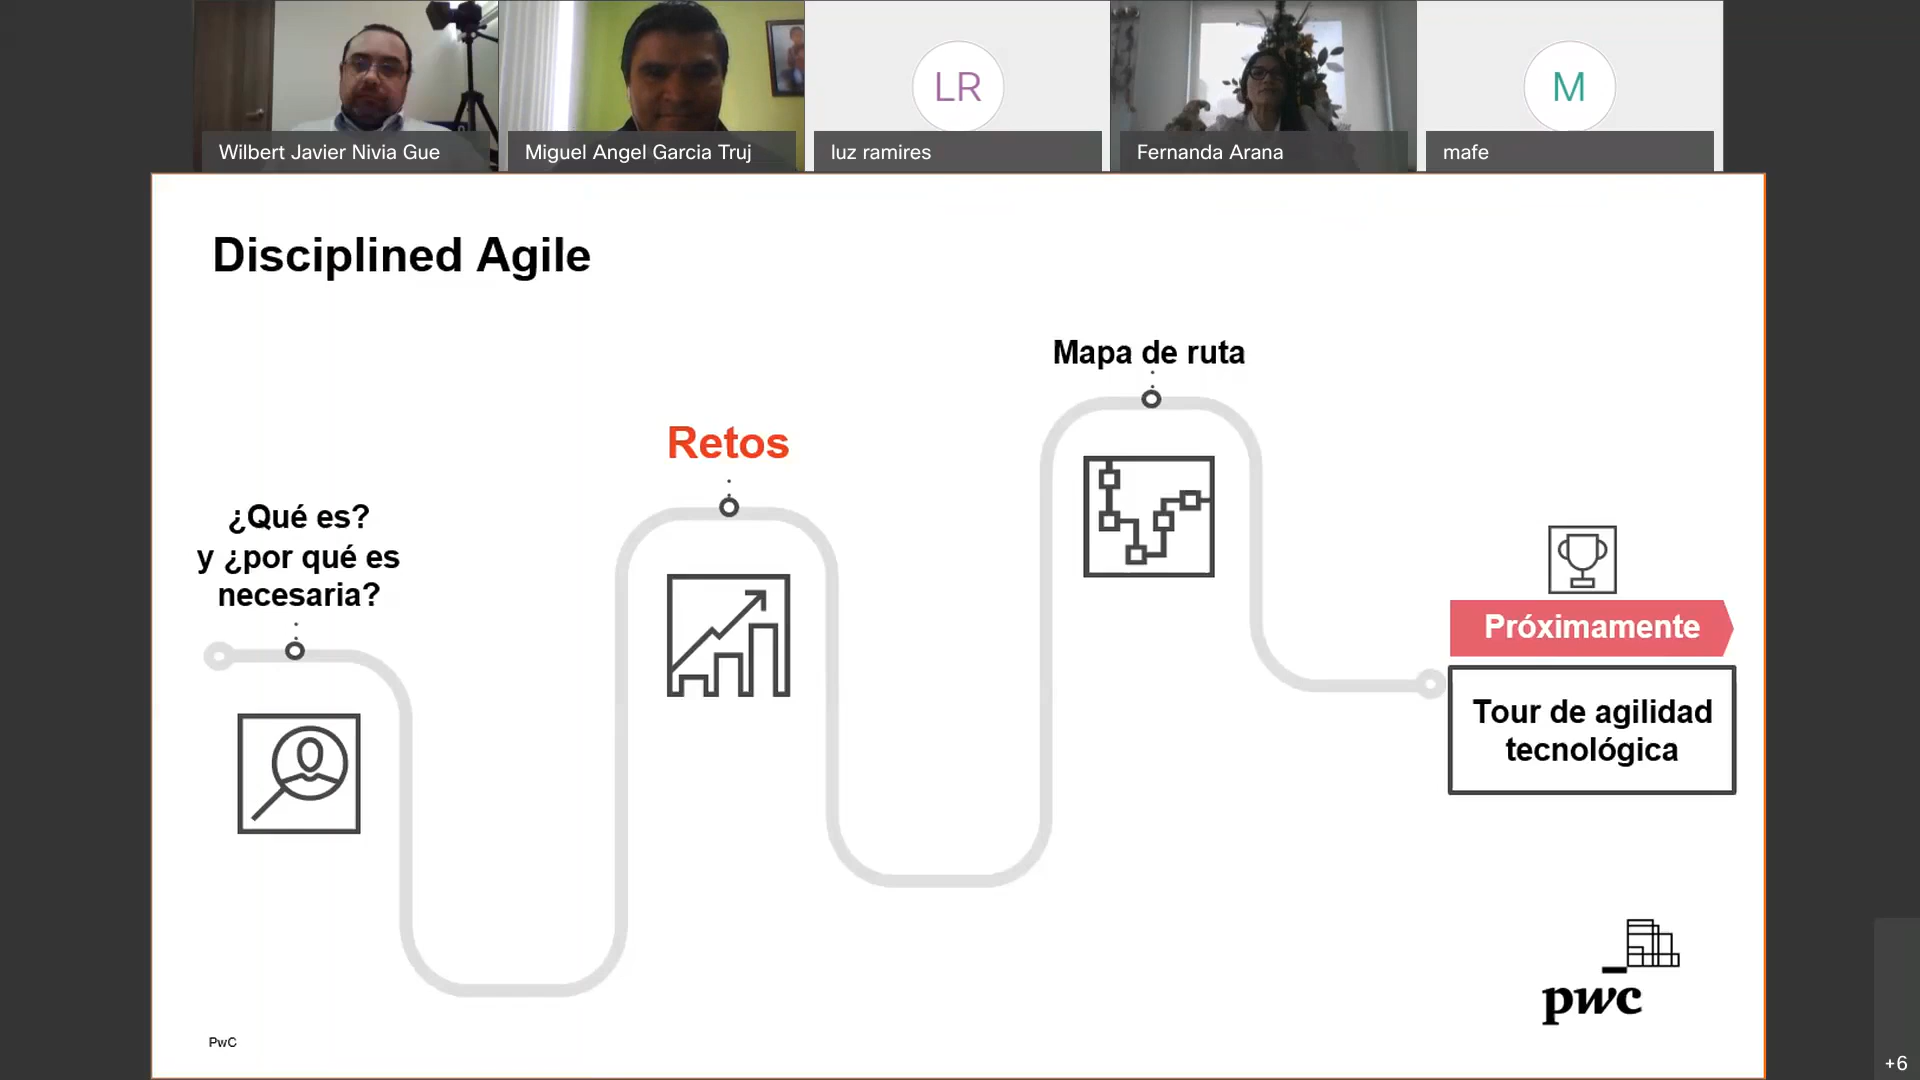 LR
M
Wilbert Javier Nivia Gue
Miguel Angel Garcia Truj
luz ramires
Fernanda Arana
mafe
Disciplined Agile
Mapa de ruta
Retos
¿Qué es?
y ¿por qué es
necesaria?
Próximamente
Tour de agilidad
tecnológica
pwc
PwC
+6